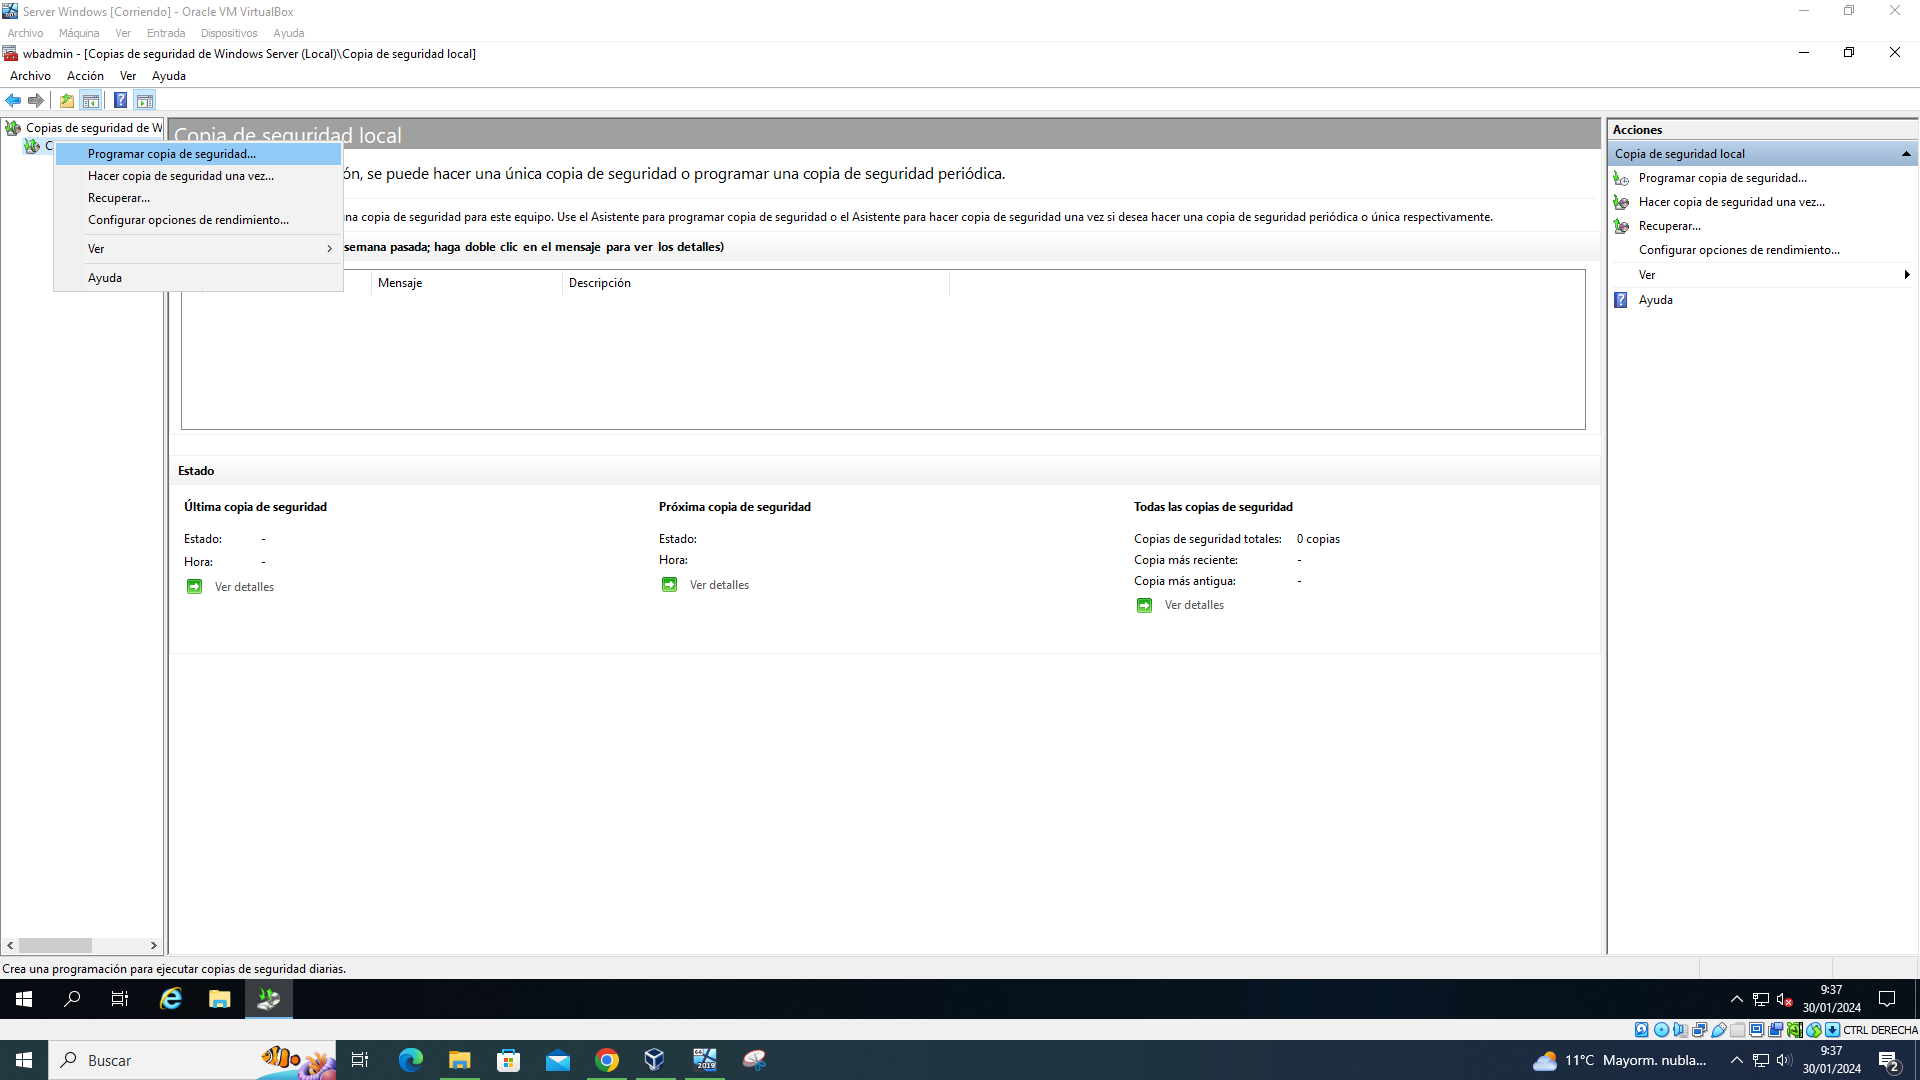 Server Windows [Corriendo] - Oracle VM VirtualBox
Archivo Máquina Ver Entrada Dispositivos Ayuda
wbadmin - [Copias de seguridad de Windows Server (Local)\Copia de seguridad local]
Archivo Acción Ver Ayuda
Copias de seguridad de W
C
Programar copia de seguridad...
Hacer copia de seguridad una vez...
Recuperar...
Configurar opciones de rendimiento...
Ver
Ayuda
Copia de seguridad local
ón, se puede hacer una única copia de seguridad o programar una copia de seguridad periódica.
na copia de seguridad para este equipo. Use el Asistente para programar copia de seguridad o el Asistente para hacer copia de seguridad una vez si desea hacer una copia de seguridad periódica o única respectivamente.
semana pasada; haga doble clic en el mensaje para ver los detalles)
Mensaje Descripción
Estado
Última copia de seguridad
Estado: -
Hora: -
Ver detalles
Próxima copia de seguridad
Estado:
Hora:
Ver detalles
Todas las copias de seguridad
Copias de seguridad totales: 0 copias
Copia más reciente: -
Copia más antigua: -
Ver detalles
Acciones
Copia de seguridad local
Programar copia de seguridad...
Hacer copia de seguridad una vez...
Recuperar...
Configurar opciones de rendimiento...
Ver
Ayuda
Crea una programación para ejecutar copias de seguridad diarias.
9:37
30/01/2024
CTRL DERECHA
Buscar
2019
11°C Mayorm. nubla...
9:37
30/01/2024
2